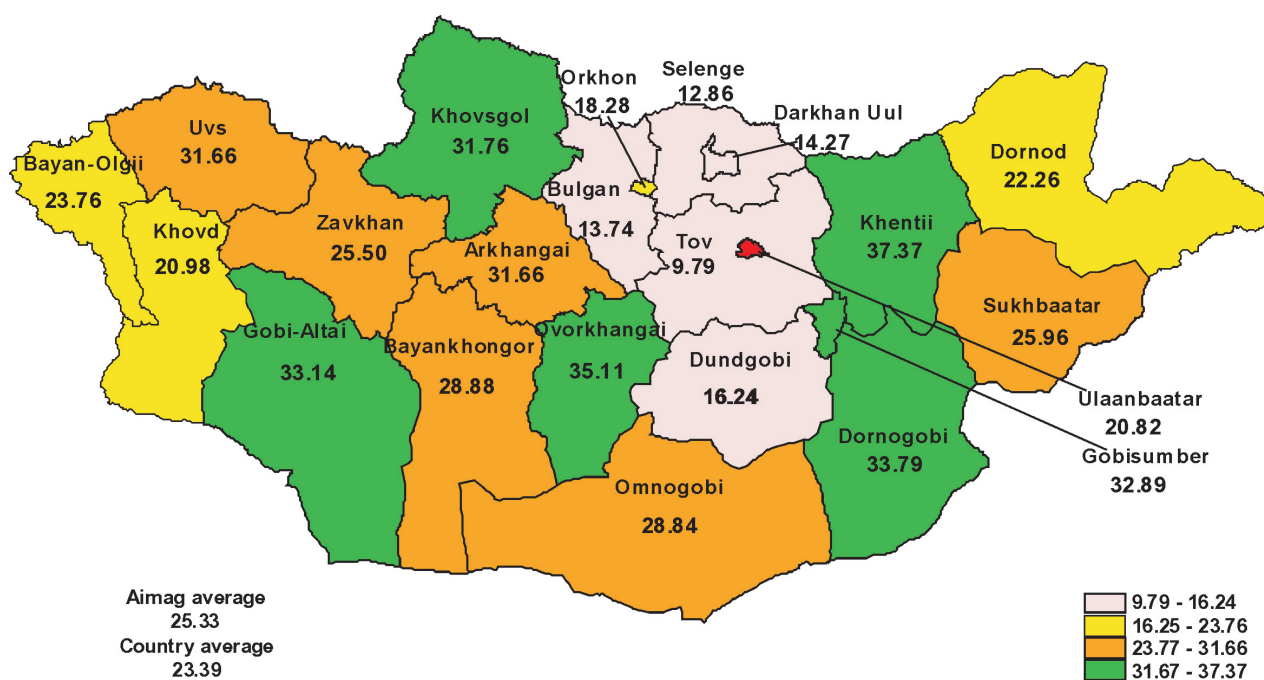 Orkhon
18.28
Selenge
12.86
Darkhan Uul
14.27
Khovsgol
31.76
Uvs
31.66
Bayan-Olgii
23.76
Dornod
22.26
Bulgan
13.74
Khovd
20.98
Zavkhan
25.50
Arkhangai
31.66
Tov
9.79
Khentii
37.37
Sukhbaatar
25.96
Gobi-Altai
33.14
Bayankhongor
28.88
Ovorkhangai
35.11
Dundgobi
16.24
Ulaanbaatar
20.82
Dornogobi
33.79
Gobisumber
32.89
Omnogobi
28.84
Aimag average
25.33
Country average
23.39
9.79 - 16.24
16.25 - 23.76
23.77 - 31.66
31.67 - 37.37